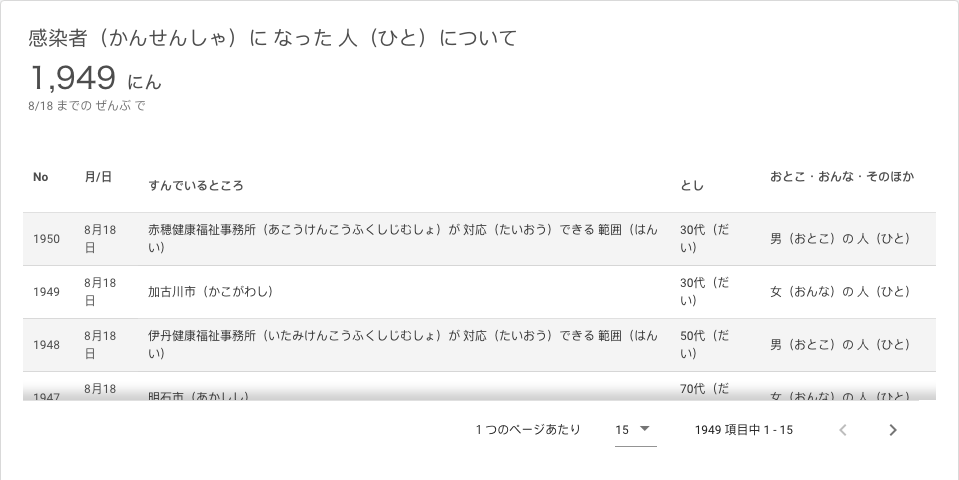 感染者（かんせんしゃ）に なった 人（ひと）について
1,949 にん
8/18 までの ぜんぶ で
No 月/日 すんでいるところ とし おとこ・おんな・そのほか
1950 8月18日 赤穂健康福祉事務所（あこうけんこうふくしじむしょ）が 対応（たいおう）できる 範囲（はんい） 30代（だい） 男（おとこ）の 人（ひと）
1949 8月18日 加古川市（かこがわし） 30代（だい） 女（おんな）の 人（ひと）
1948 8月18日 伊丹健康福祉事務所（いたみけんこうふくしじむしょ）が 対応（たいおう）できる 範囲（はんい） 50代（だい） 男（おとこ）の 人（ひと）
1947 8月18 明石市（あかしし） 70代（だ 女（おんな）の 人（ひと）
1 つのページあたり 15 1949 項目中 1 - 15